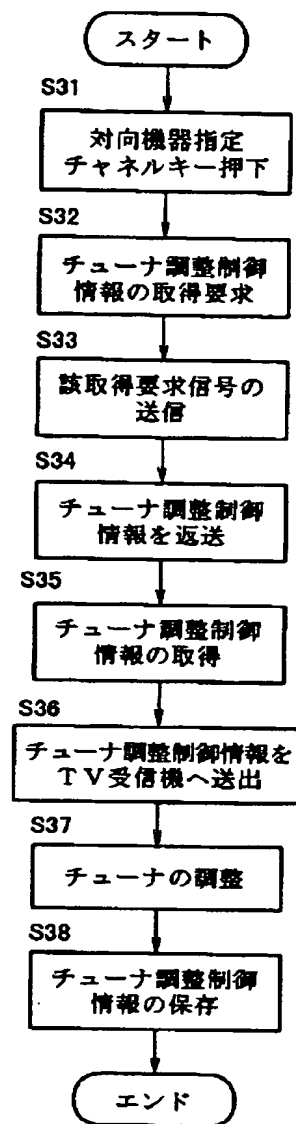 スタート
S31
対向機器指定
チャネルキー押下
S32
チューナ調整制御
情報の取得要求
S33
該取得要求信号の
送信
S34
チューナ調整制御
情報を返送
S35
チューナ調整制御
情報の取得
S36
チューナ調整制御情報を
TV受信機へ送出
S37
チューナの調整
S38
チューナ調整制御
情報の保存
エンド